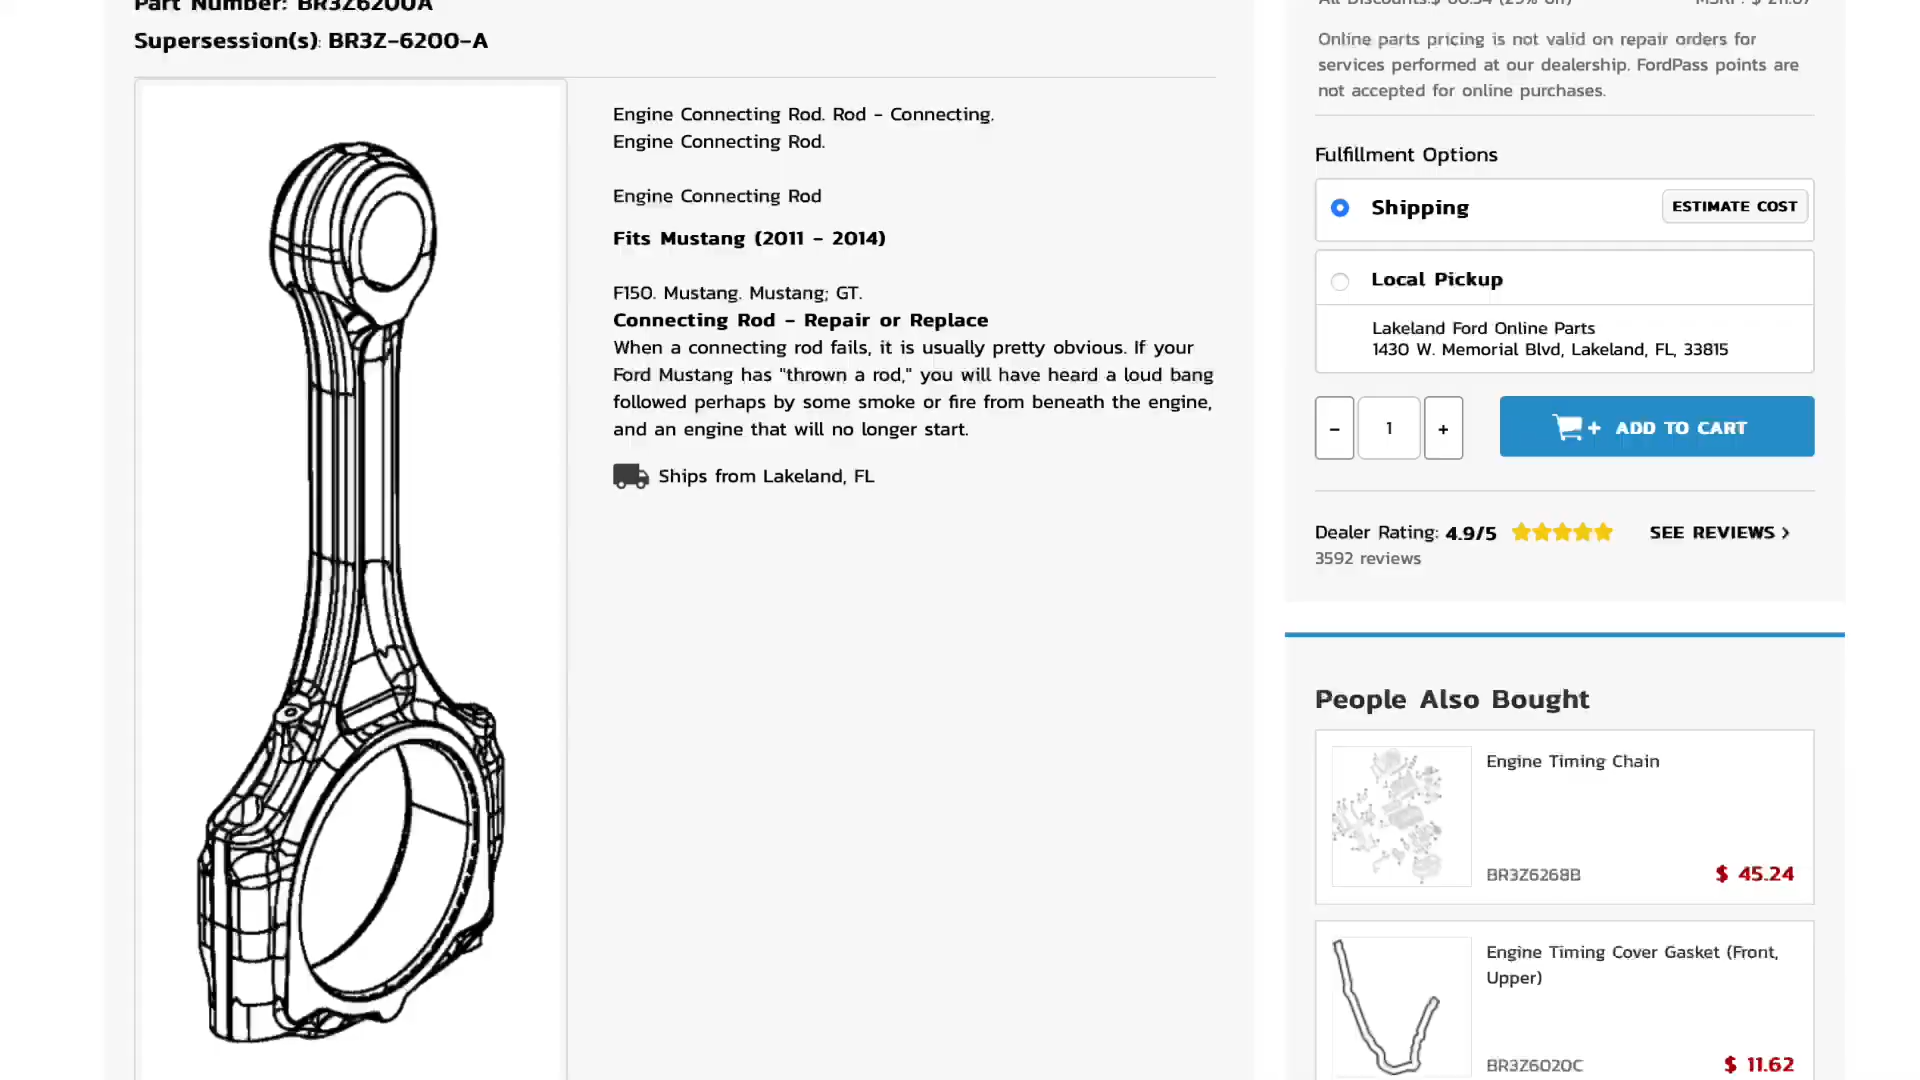 Part Number: BR3Z6200A
Supersession(s): BR3Z-6200-A
Engine Connecting Rod. Rod - Connecting.
Engine Connecting Rod.
Engine Connecting Rod
Fits Mustang (2011 - 2014)
F150. Mustang. Mustang; GT.
Connecting Rod - Repair or Replace
When a connecting rod fails, it is usually pretty obvious. If your
Ford Mustang has "thrown a rod," you will have heard a loud bang
followed perhaps by some smoke or fire from beneath the engine,
and an engine that will no longer start.
Ships from Lakeland, FL
Online parts pricing is not valid on repair orders for
services performed at our dealership. FordPass points are
not accepted for online purchases.
Fulfillment Options
Shipping
ESTIMATE COST
Local Pickup
Lakeland Ford Online Parts
1430 W. Memorial Blvd, Lakeland, FL, 33815
- 1 +
+ ADD TO CART
Dealer Rating: 4.9/5
SEE REVIEWS >
3592 reviews
People Also Bought
Engine Timing Chain
BR3Z6268B
$ 45.24
Engine Timing Cover Gasket (Front,
Upper)
BR3Z6020C
$ 11.62